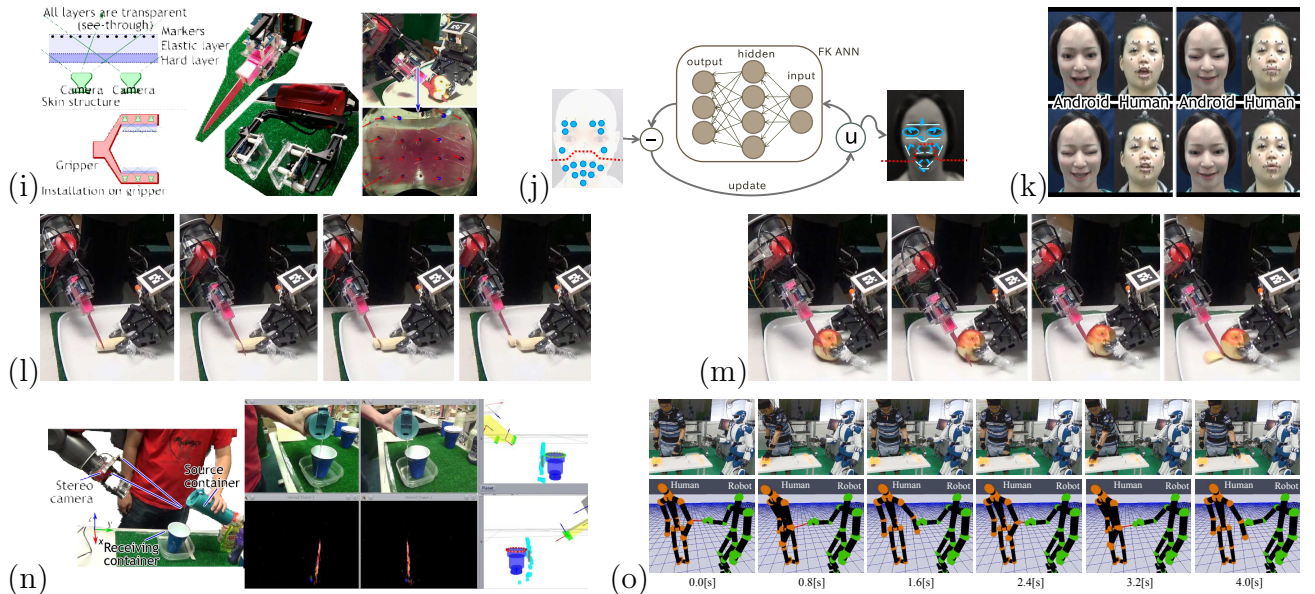 All layers are transparent
(see-through)
Markers
Elastic layer
Hard layer
Camera Camera
Skin structure
Gripper
Installation on gripper
(i)
output
hidden
input
FK ANN
−
u
update
(j)
Android Human Android Human
(k)
(l)
(m)
Stereo
camera
Source
container
Receiving
container
z
y
x
(n)
Human Robot Human Robot Human Robot Human Robot Human Robot Human Robot
0.0[s] 0.8[s] 1.6[s] 2.4[s] 3.2[s] 4.0[s]
(o)